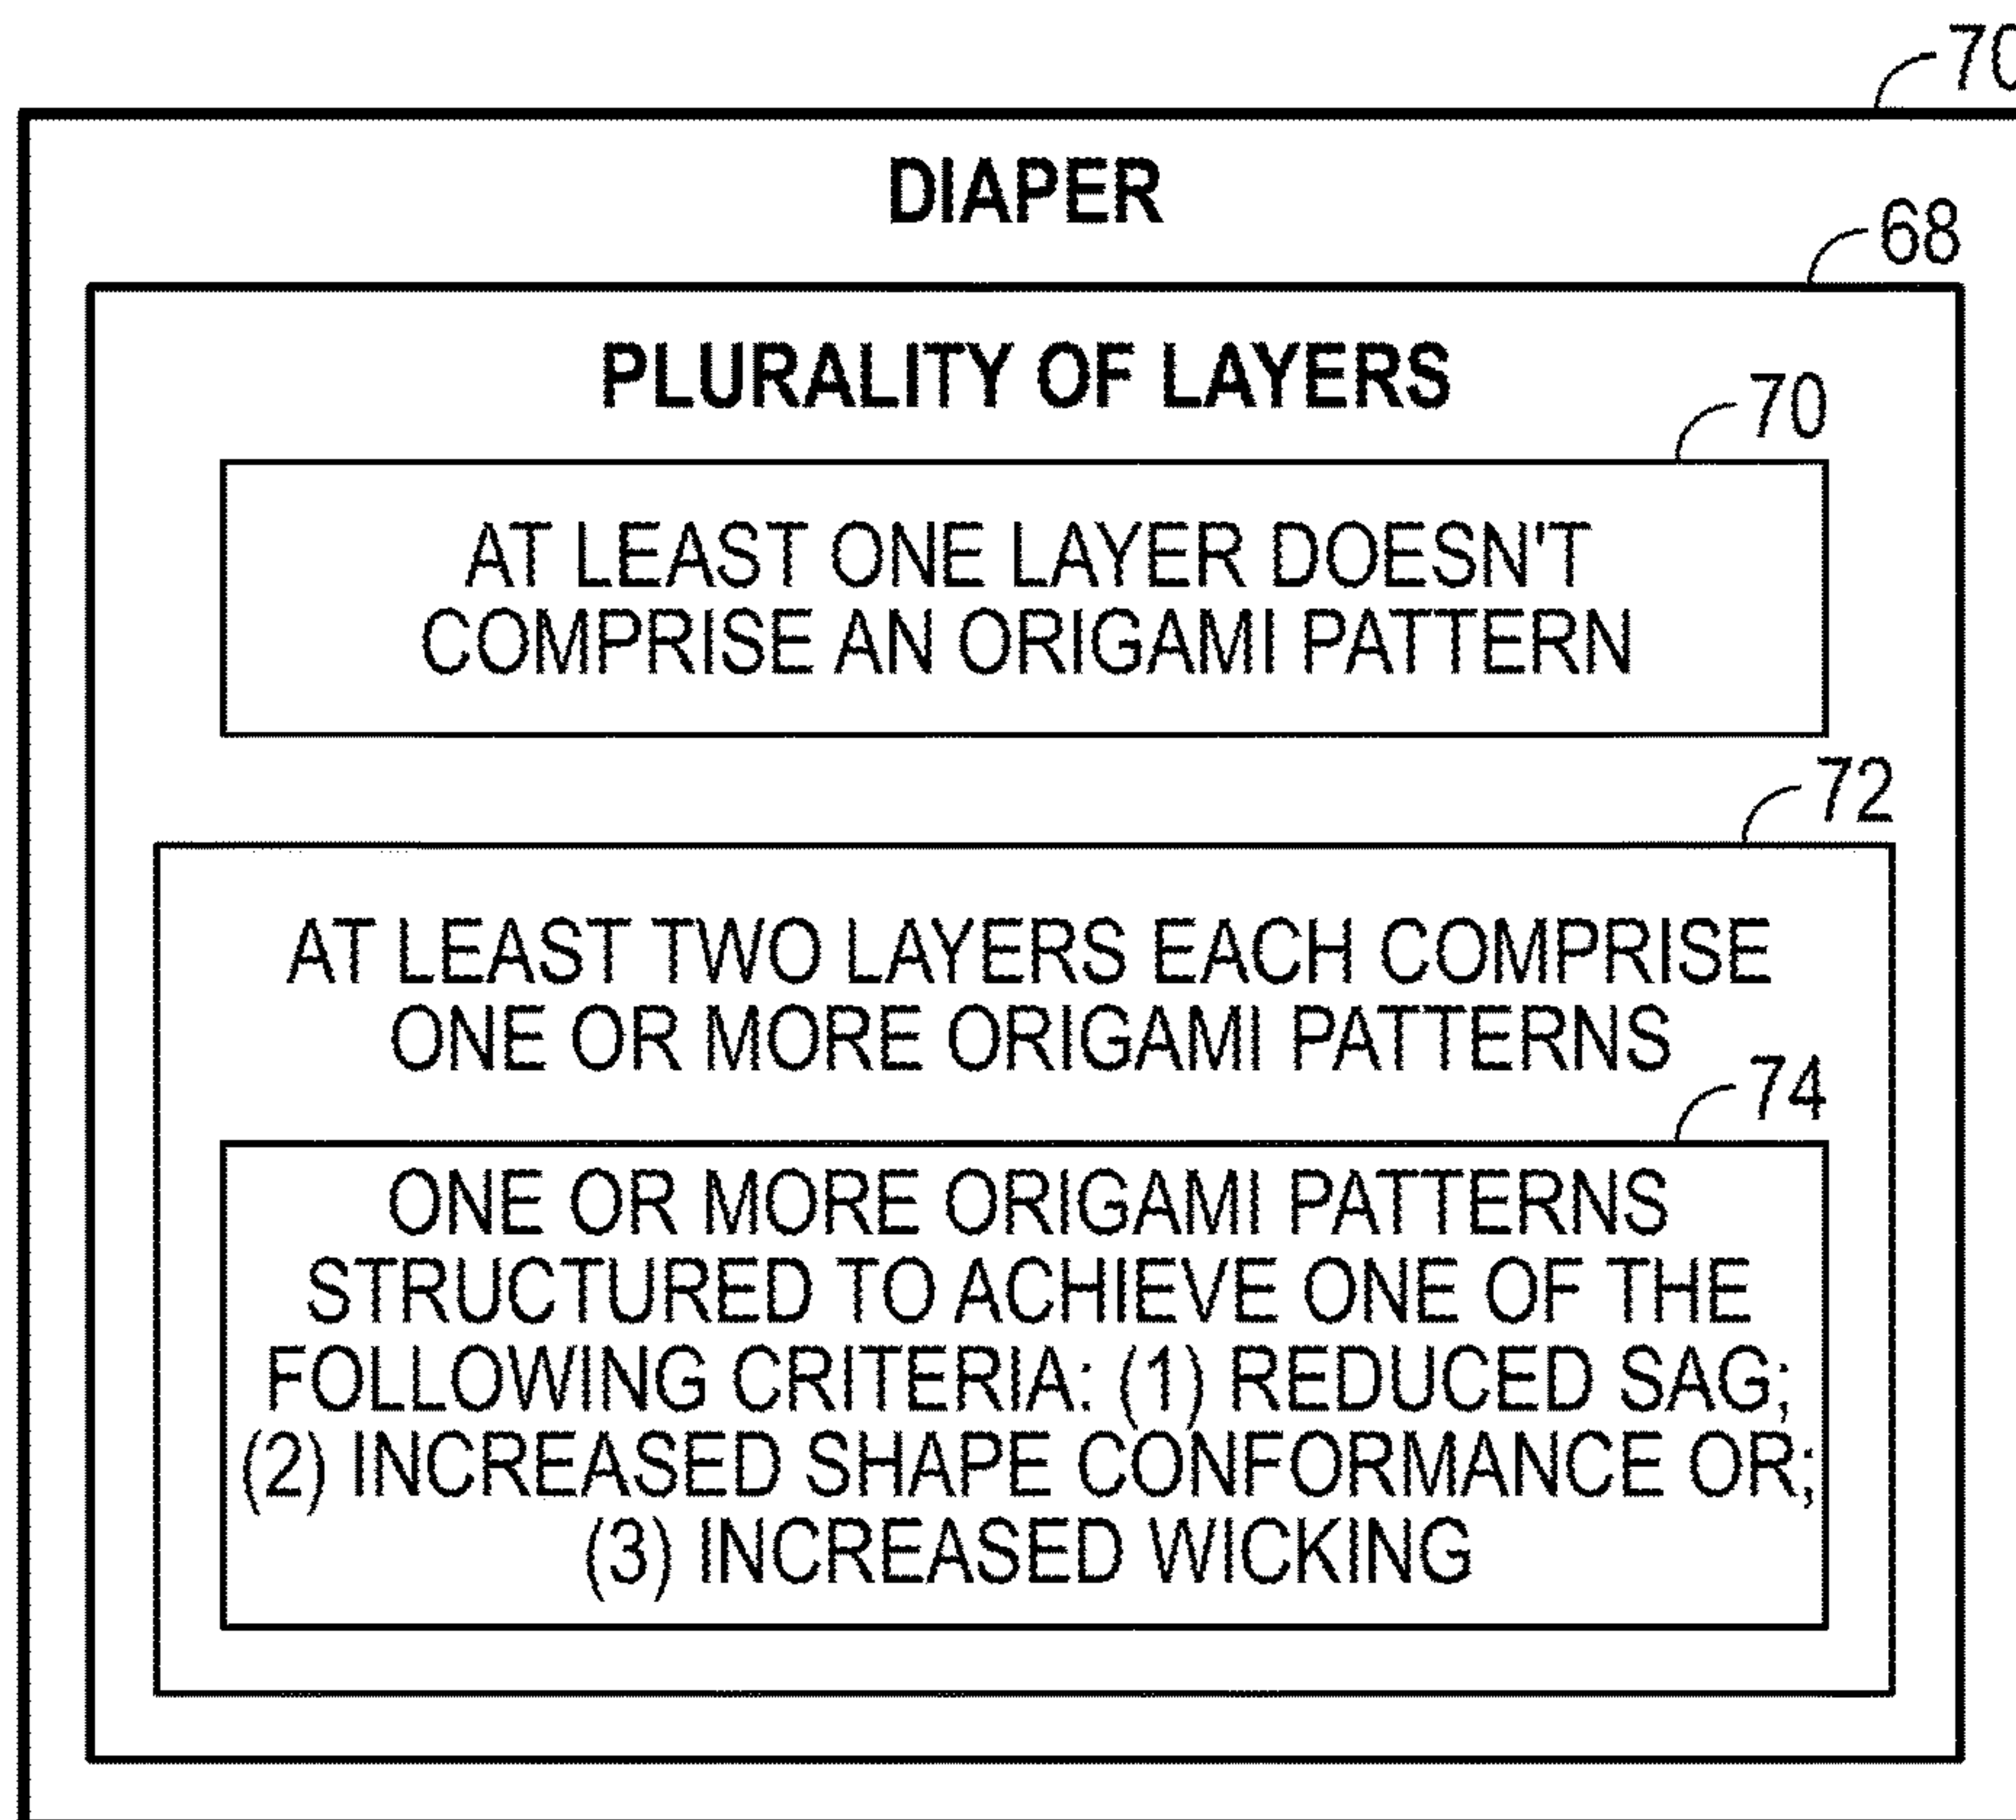 70
DIAPER
68
PLURALITY OF LAYERS
70
AT LEAST ONE LAYER DOESN'T
COMPRISE AN ORIGAMI PATTERN
72
AT LEAST TWO LAYERS EACH COMPRISE
ONE OR MORE ORIGAMI PATTERNS
74
ONE OR MORE ORIGAMI PATTERNS
STRUCTURED TO ACHIEVE ONE OF THE
FOLLOWING CRITERIA: (1) REDUCED SAG;
(2) INCREASED SHAPE CONFORMANCE OR;
(3) INCREASED WICKING